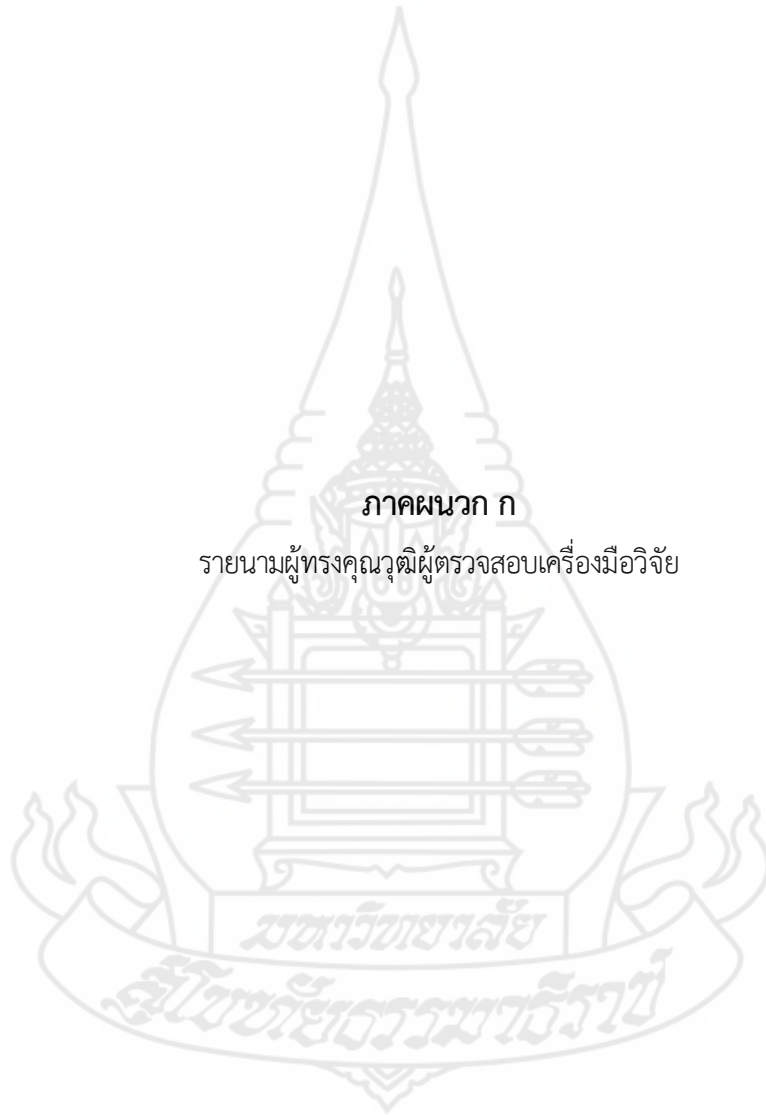 ภาคผนวก ก
รายนามผู้ทรงคุณวุฒิผู้ตรวจสอบเครื่องมือวิจัย
มหาวิทยาลัย
สุโขทัยธรรมาธิราช